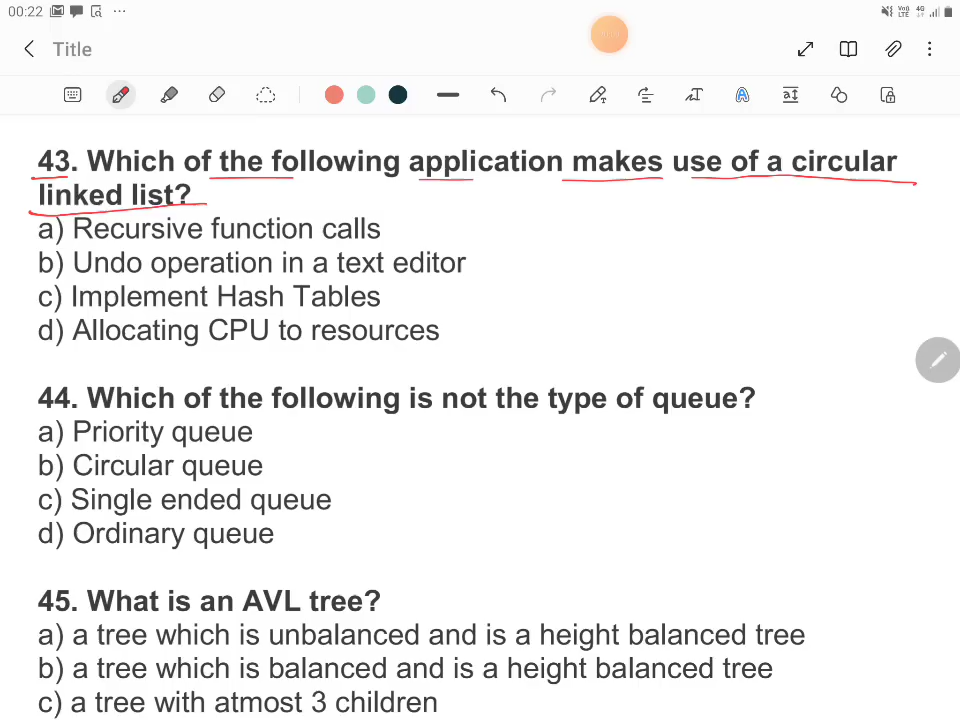 00:22 ... Vo)) LTE 4G
Title
43. Which of the following application makes use of a circular
linked list?
a) Recursive function calls
b) Undo operation in a text editor
c) Implement Hash Tables
d) Allocating CPU to resources
44. Which of the following is not the type of queue?
a) Priority queue
b) Circular queue
c) Single ended queue
d) Ordinary queue
45. What is an AVL tree?
a) a tree which is unbalanced and is a height balanced tree
b) a tree which is balanced and is a height balanced tree
c) a tree with atmost 3 children